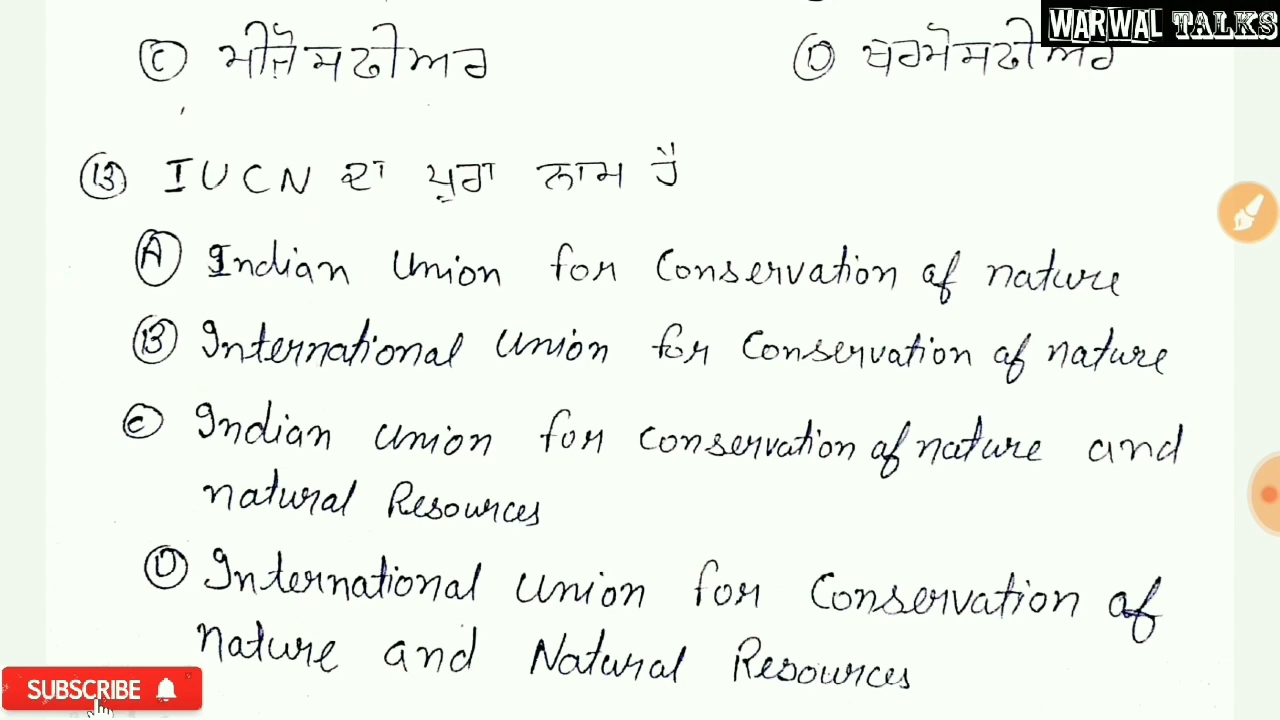 WARWAL TALKS
(C) ਮੀਜ਼ੋਸਫੀਅਰ (D) ਥਰਮੋਸਫੀਅਰ
(13) IUCN ਦਾ ਪੂਰਾ ਨਾਮ ਹੈ
(A) Indian Union for Conservation of nature
(B) International Union for Conservation of nature
(C) Indian Union for Conservation of nature and
natural Resources
(D) International Union for Conservation of
nature and Natural Resources
SUBSCRIBE